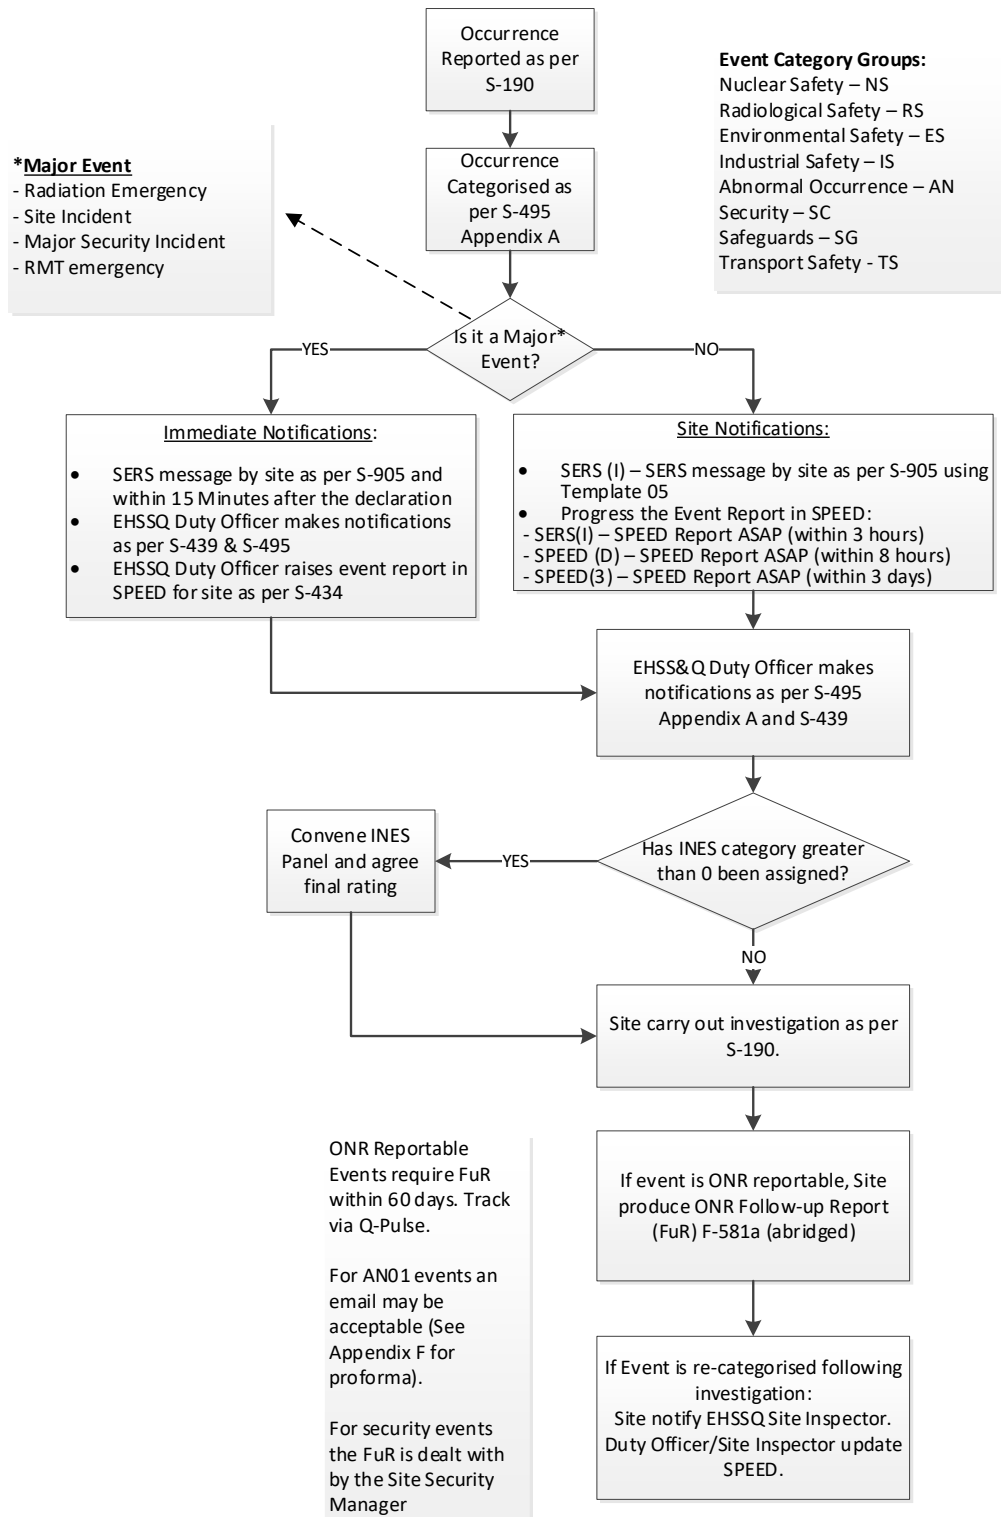 Occurrence
Reported as per
S-190
Event Category Groups:
Nuclear Safety – NS
Radiological Safety – RS
Environmental Safety – ES
Industrial Safety – IS
Abnormal Occurrence – AN
Security – SC
Safeguards – SG
Transport Safety - TS
*Major Event
- Radiation Emergency
- Site Incident
- Major Security Incident
- RMT emergency
Occurrence
Categorised as
per S-495
Appendix A
Is it a Major*
Event?
YES
NO
Immediate Notifications:
• SERS message by site as per S-905 and
within 15 Minutes after the declaration
• EHSSQ Duty Officer makes notifications
as per S-439 & S-495
• EHSSQ Duty Officer raises event report in
SPEED for site as per S-434
Site Notifications:
• SERS (I) – SERS message by site as per S-905 using
Template 05
• Progress the Event Report in SPEED:
- SERS(I) – SPEED Report ASAP (within 3 hours)
- SPEED (D) – SPEED Report ASAP (within 8 hours)
- SPEED(3) – SPEED Report ASAP (within 3 days)
EHSS&Q Duty Officer makes
notifications as per S-495
Appendix A and S-439
Has INES category greater
than 0 been assigned?
YES
NO
Convene INES
Panel and agree
final rating
Site carry out investigation as per
S-190.
ONR Reportable
Events require FuR
within 60 days. Track
via Q-Pulse.
For AN01 events an
email may be
acceptable (See
Appendix F for
proforma).
For security events
the FuR is dealt with
by the Site Security
Manager
If event is ONR reportable, Site
produce ONR Follow-up Report
(FuR) F-581a (abridged)
If Event is re-categorised following
investigation:
Site notify EHSSQ Site Inspector.
Duty Officer/Site Inspector update
SPEED.